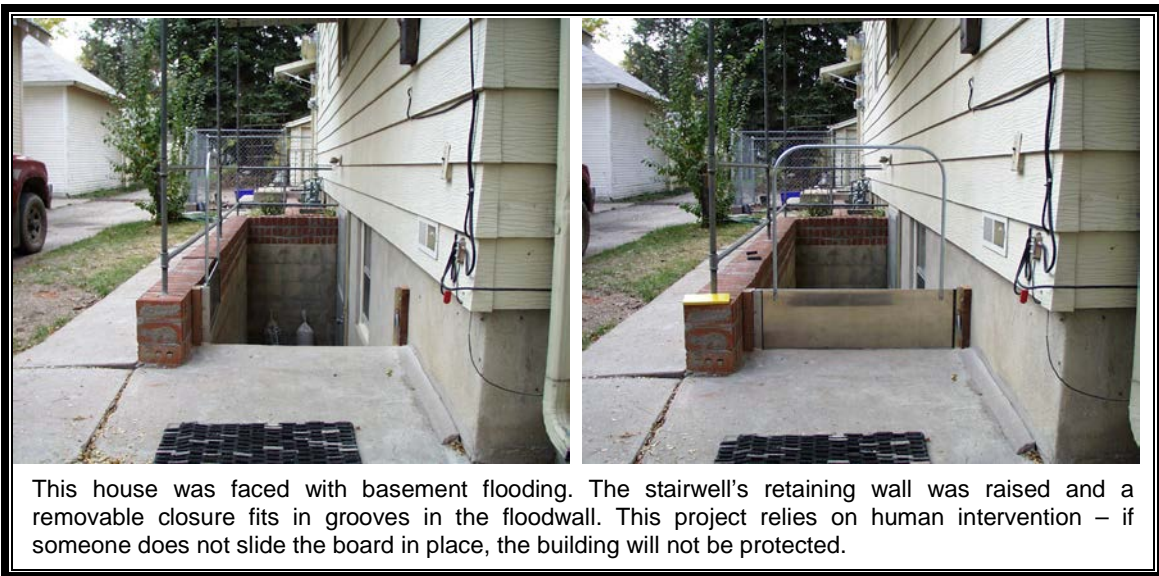 This house was faced with basement flooding. The stairwell’s retaining wall was raised and a
removable closure fits in grooves in the floodwall. This project relies on human intervention – if
someone does not slide the board in place, the building will not be protected.